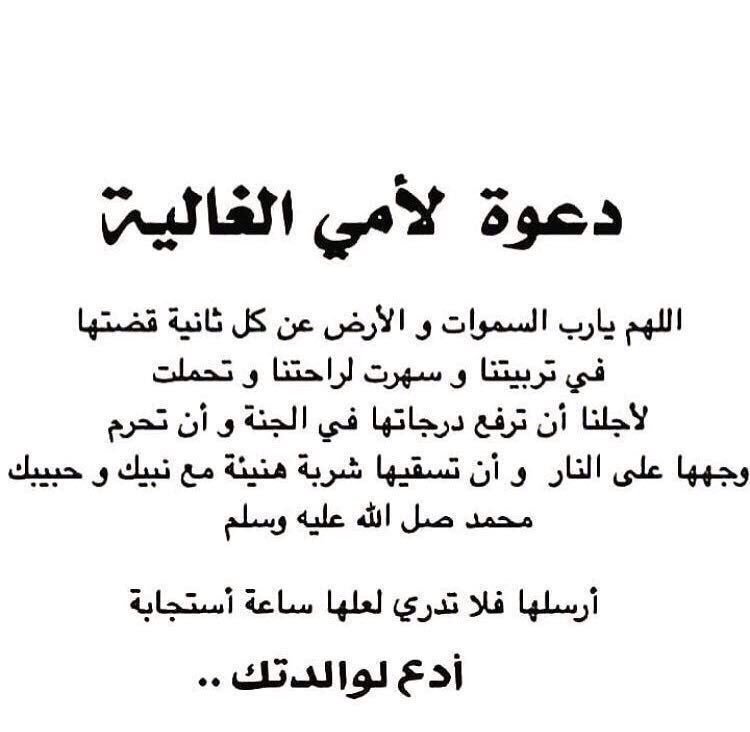 دعوة لأمي الغالية
اللهم يارب السموات و الأرض عن كل ثانية قضتها
في تربيتنا و سهرت لراحتنا و تحملت
لأجلنا أن ترفع درجاتها في الجنة و أن تحرم
وجهها على النار و أن تسقيها شربة هنيئة مع نبيك و حبيبك
محمد صل الله عليه وسلم
أرسلها فلا تدري لعلها ساعة أستجابة
أدع لوالدتك ..